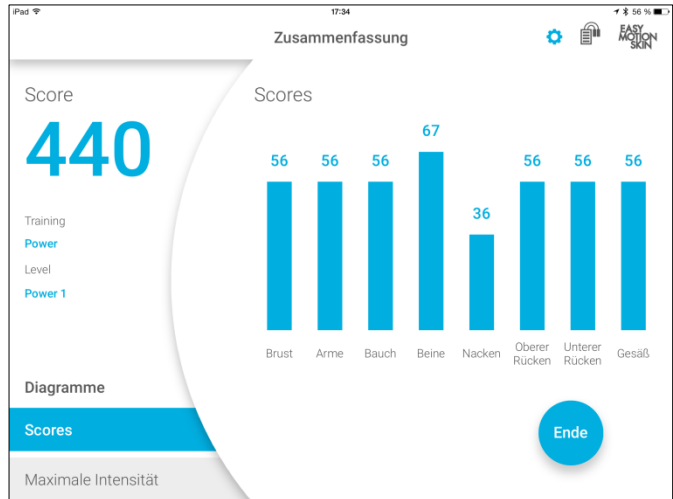 iPad 17:34 56 %
Zusammenfassung
EASY
MOTION
SKIN
Score
440
Training
Power
Level
Power 1
Diagramme
Scores
Maximale Intensität
Scores
56 56 56 67 36 56 56 56
Brust Arme Bauch Beine Nacken Oberer Rücken Unterer Rücken Gesäß
Ende